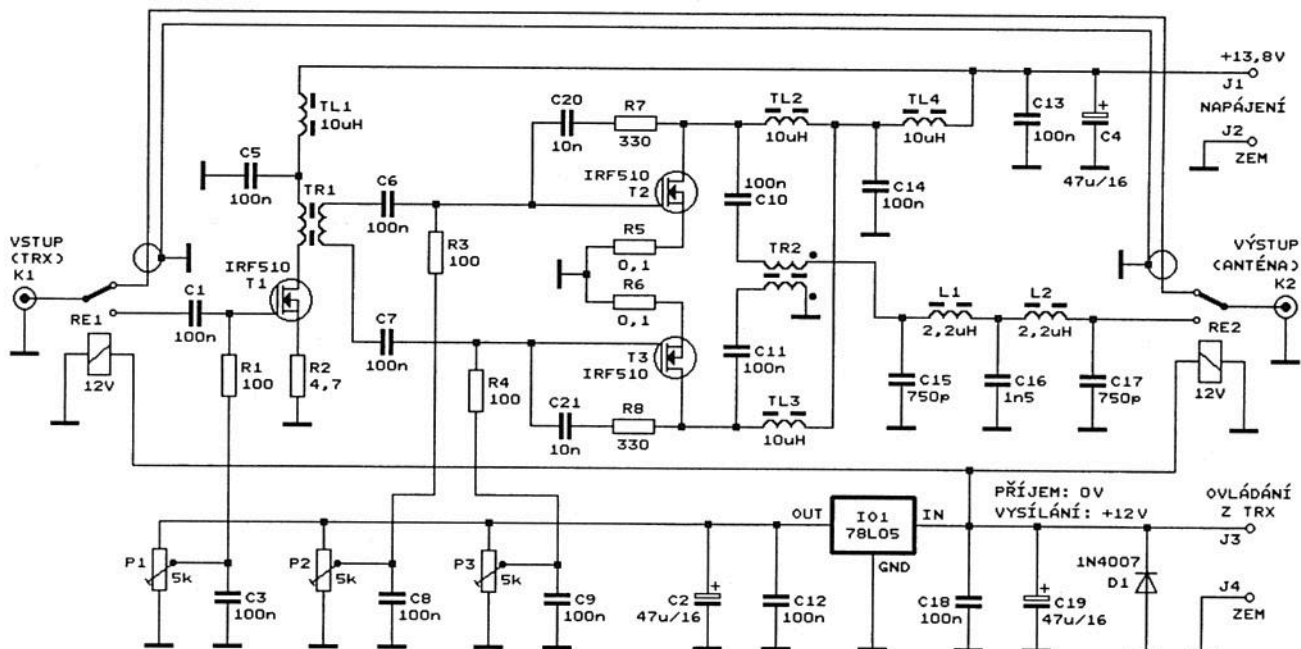 +13,8V
J1
NAPÁJENÍ
J2
ZEM
TL1
10uH
C20
10n
R7
330
TL2
10uH
TL4
10uH
C13
100n
+
C4
47u/16
C5
100n
TR1
C6
100n
IRF510
T2
100n
C10
C14
100n
VSTUP
(TRX)
K1
IRF510
T1
R3
100
R5
0,1
TR2
VÝSTUP
(ANTÉNA)
K2
RE1
12V
C1
100n
R6
0,1
L1
2,2uH
L2
2,2uH
RE2
12V
C7
100n
T3
IRF510
C11
100n
R1
100
R2
4,7
R4
100
C15
750p
C16
1n5
C17
750p
C21
10n
R8
330
TL3
10uH
PŘÍJEM: 0V
VYSÍLÁNÍ: +12V
OVLÁDÁNÍ
Z TRX
J3
OUT
IO1
78L05
IN
GND
P1
5k
P2
5k
P3
5k
C3
100n
C8
100n
C9
100n
+
C2
47u/16
C12
100n
C18
100n
+
C19
47u/16
1N4007
D1
J4
ZEM